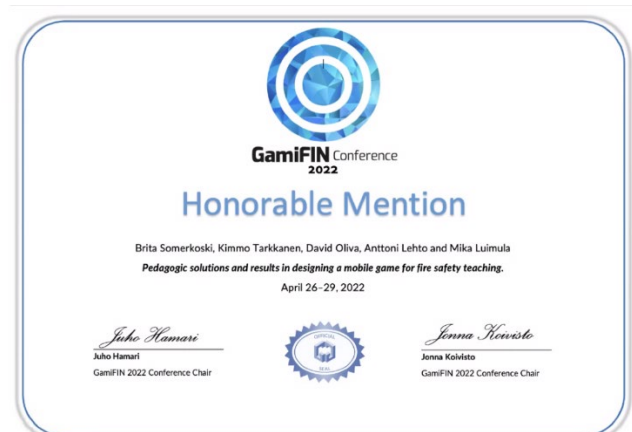 GamiFIN Conference
2022
Honorable Mention
Brita Somerkoski, Kimmo Tarkkanen, David Oliva, Anttoni Lehto and Mika Luimula
Pedagogic solutions and results in designing a mobile game for fire safety teaching.
April 26–29, 2022
Juho Hamari
Jonna Koivisto
Juho Hamari
Jonna Koivisto
GamiFIN 2022 Conference Chair
GamiFIN 2022 Conference Chair